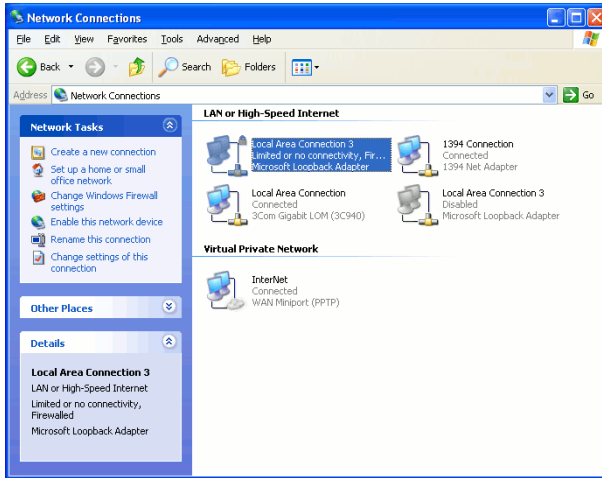 Network Connections
File Edit View Favorites Tools Advanced Help
Back Search Folders
Address Network Connections Go
Network Tasks
Create a new connection
Set up a home or small
office network
Change Windows Firewall
settings
Enable this network device
Rename this connection
Change settings of this
connection
Other Places
Details
Local Area Connection 3
LAN or High-Speed Internet
Limited or no connectivity,
Firewalled
Microsoft Loopback Adapter
LAN or High-Speed Internet
Local Area Connection 3
Limited or no connectivity, Fir...
Microsoft Loopback Adapter
1394 Connection
Connected
1394 Net Adapter
Local Area Connection
Connected
3Com Gigabit LOM (3C940)
Local Area Connection 3
Disabled
Microsoft Loopback Adapter
Virtual Private Network
InterNet
Connected
WAN Miniport (PPTP)